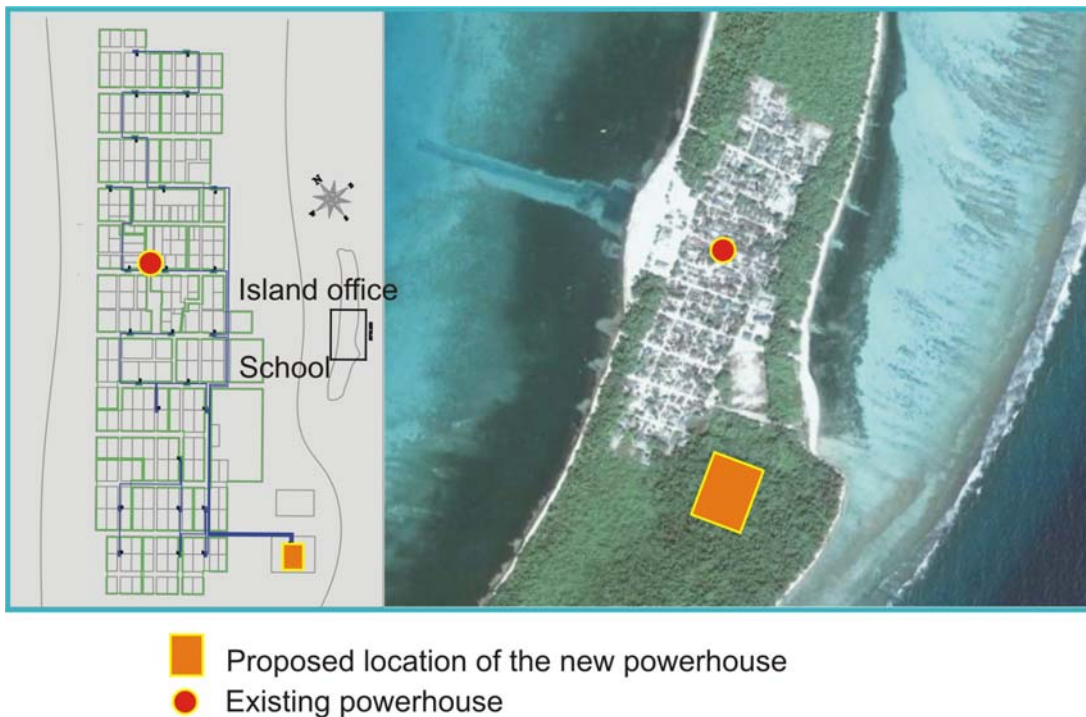 N
Island office
School
Proposed location of the new powerhouse
Existing powerhouse